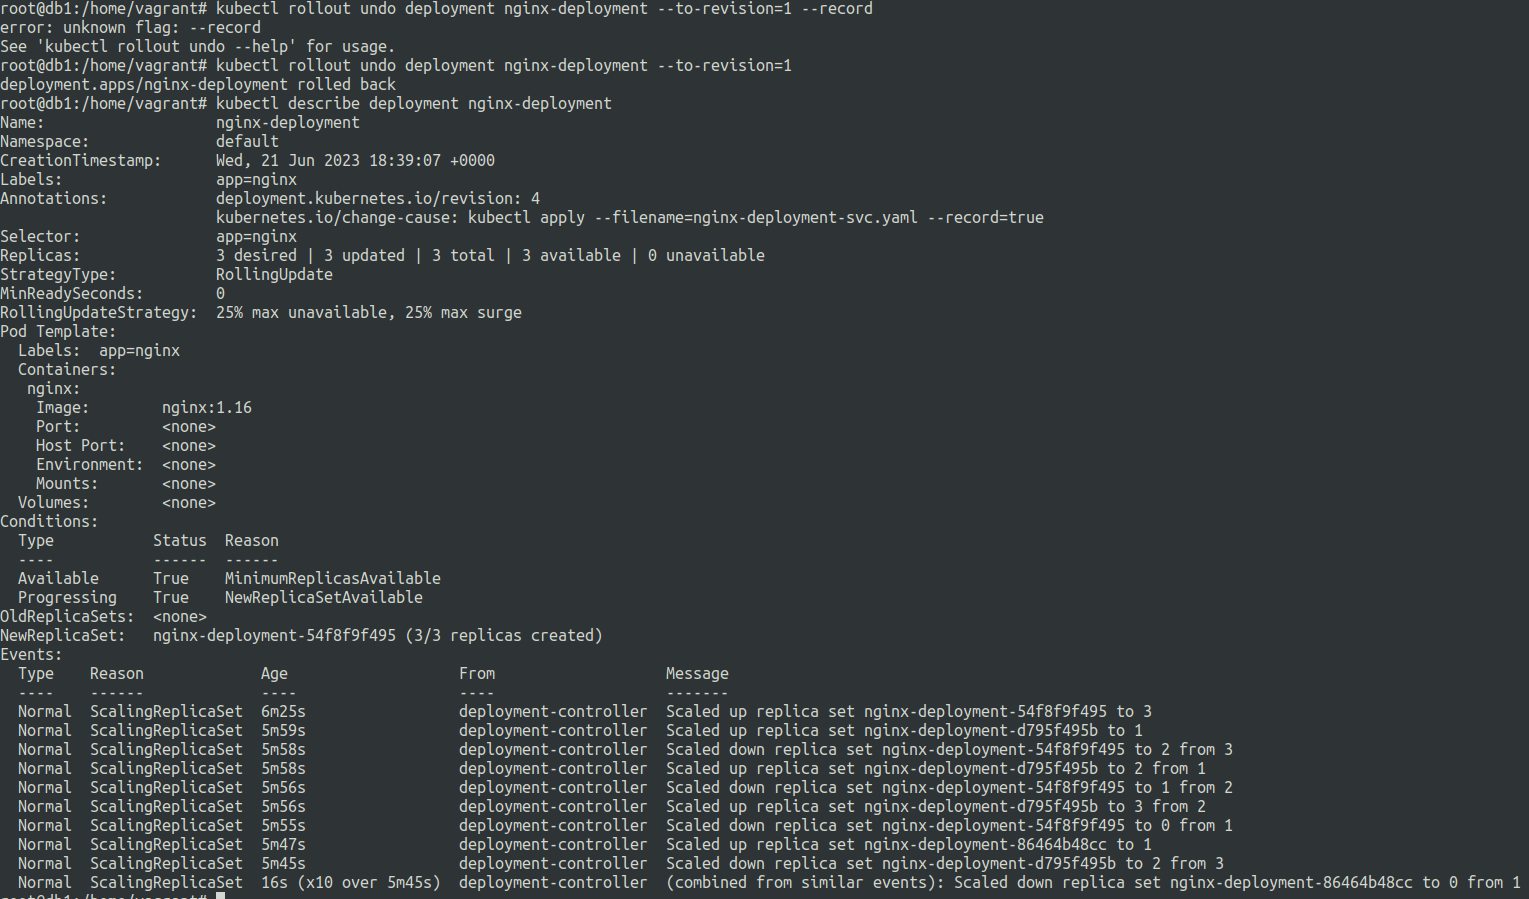 root@db1:/home/vagrant# kubectl rollout undo deployment nginx-deployment --to-revision=1 --record
error: unknown flag: --record
See 'kubectl rollout undo --help' for usage.
root@db1:/home/vagrant# kubectl rollout undo deployment nginx-deployment --to-revision=1
deployment.apps/nginx-deployment rolled back
root@db1:/home/vagrant# kubectl describe deployment nginx-deployment
Name:                   nginx-deployment
Namespace:              default
CreationTimestamp:      Wed, 21 Jun 2023 18:39:07 +0000
Labels:                 app=nginx
Annotations:            deployment.kubernetes.io/revision: 4
                        kubernetes.io/change-cause: kubectl apply --filename=nginx-deployment-svc.yaml --record=true
Selector:               app=nginx
Replicas:               3 desired | 3 updated | 3 total | 3 available | 0 unavailable
StrategyType:           RollingUpdate
MinReadySeconds:        0
RollingUpdateStrategy:  25% max unavailable, 25% max surge
Pod Template:
  Labels:  app=nginx
  Containers:
   nginx:
    Image:        nginx:1.16
    Port:         <none>
    Host Port:    <none>
    Environment:  <none>
    Mounts:       <none>
  Volumes:        <none>
Conditions:
  Type           Status  Reason
  ----           ------  ------
  Available      True    MinimumReplicasAvailable
  Progressing    True    NewReplicaSetAvailable
OldReplicaSets:  <none>
NewReplicaSet:   nginx-deployment-54f8f9f495 (3/3 replicas created)
Events:
  Type    Reason             Age                   From                   Message
  ----    ------             ----                  ----                   -------
  Normal  ScalingReplicaSet  6m25s                 deployment-controller  Scaled up replica set nginx-deployment-54f8f9f495 to 3
  Normal  ScalingReplicaSet  5m59s                 deployment-controller  Scaled up replica set nginx-deployment-d795f495b to 1
  Normal  ScalingReplicaSet  5m58s                 deployment-controller  Scaled down replica set nginx-deployment-54f8f9f495 to 2 from 3
  Normal  ScalingReplicaSet  5m58s                 deployment-controller  Scaled up replica set nginx-deployment-d795f495b to 2 from 1
  Normal  ScalingReplicaSet  5m56s                 deployment-controller  Scaled down replica set nginx-deployment-54f8f9f495 to 1 from 2
  Normal  ScalingReplicaSet  5m56s                 deployment-controller  Scaled up replica set nginx-deployment-d795f495b to 3 from 2
  Normal  ScalingReplicaSet  5m55s                 deployment-controller  Scaled down replica set nginx-deployment-54f8f9f495 to 0 from 1
  Normal  ScalingReplicaSet  5m47s                 deployment-controller  Scaled up replica set nginx-deployment-86464b48cc to 1
  Normal  ScalingReplicaSet  5m45s                 deployment-controller  Scaled down replica set nginx-deployment-d795f495b to 2 from 3
  Normal  ScalingReplicaSet  16s (x10 over 5m45s)  deployment-controller  (combined from similar events): Scaled down replica set nginx-deployment-86464b48cc to 0 from 1
root@db1:/home/vagrant#